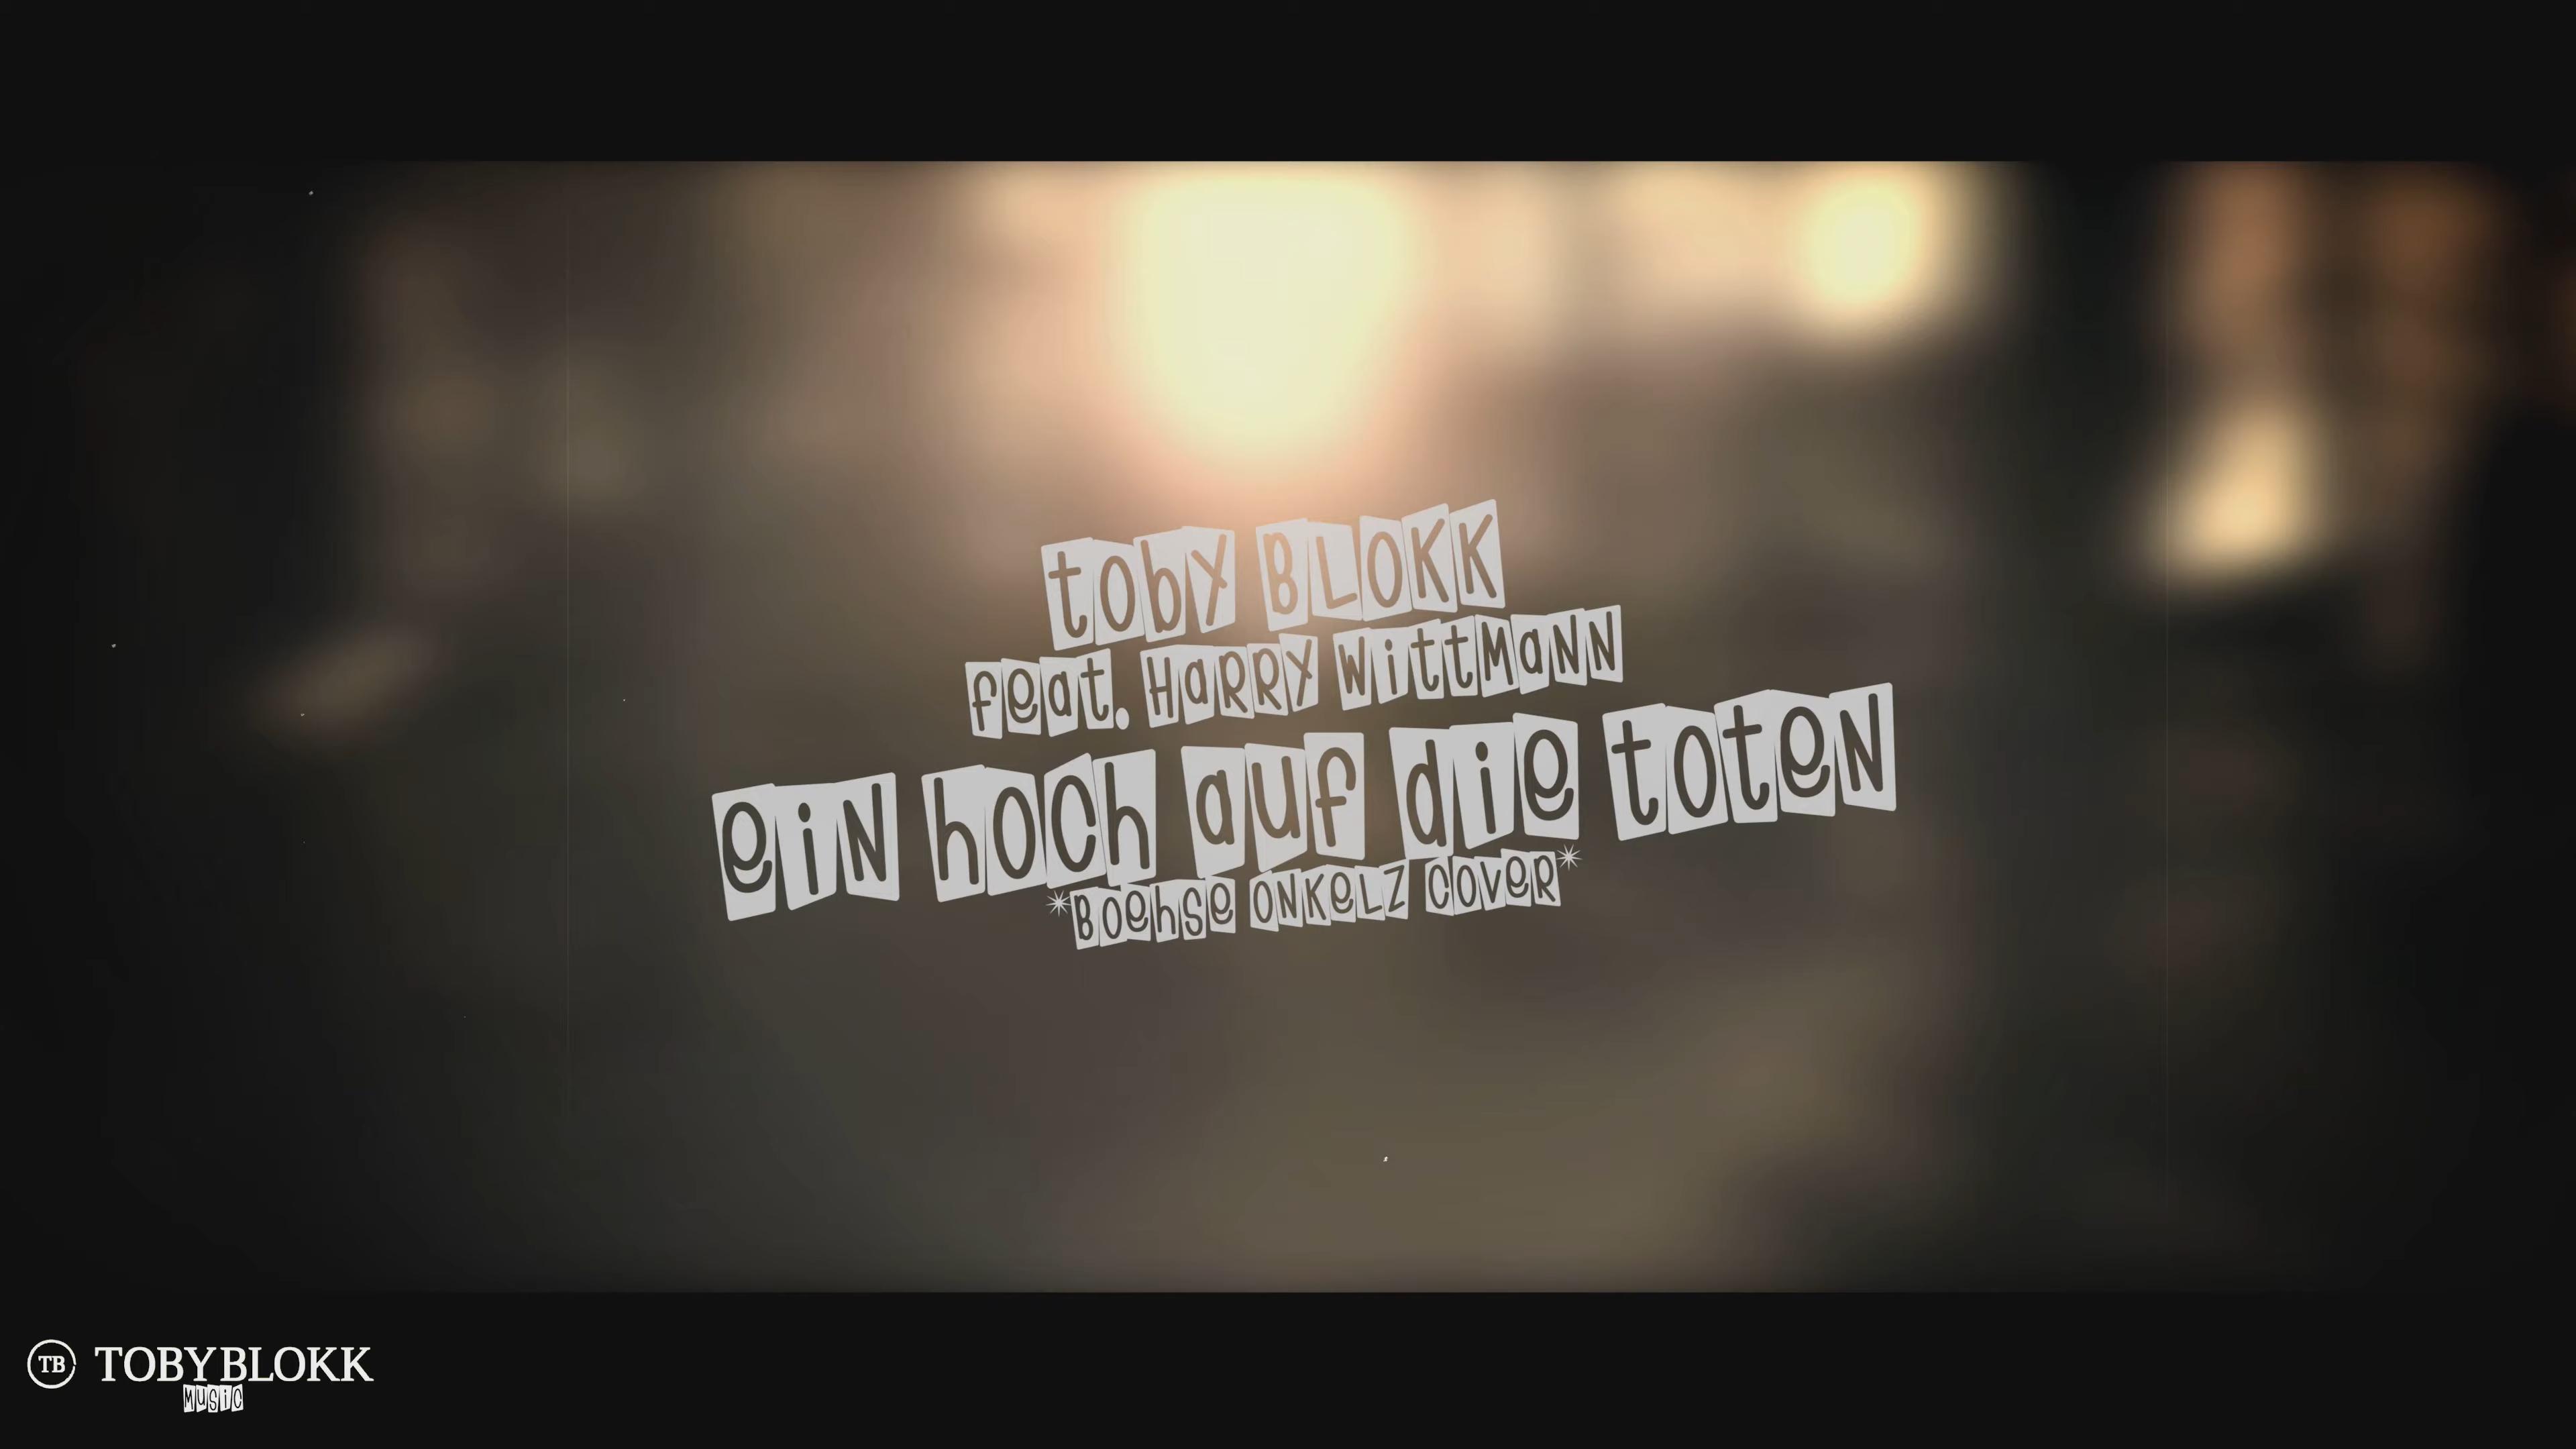 toby BLOKK
feat. Harry Wittmann
ein hoch auf die toten
*Boehse Onkelz Cover*
TB TOBYBLOKK
Music